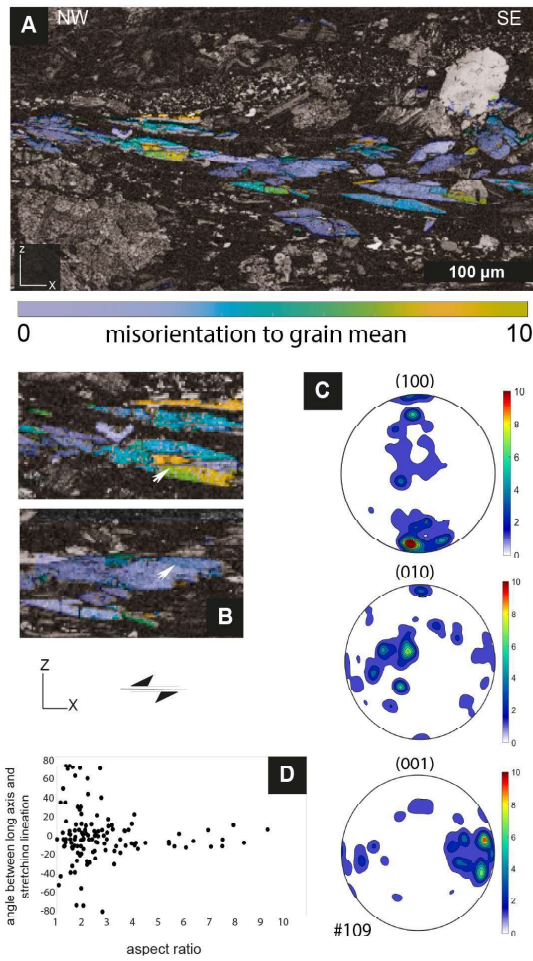 A
NW
SE
z
x
100 µm
0
misorientation to grain mean
10
B
Z
X
C
(100)
10
8
6
4
2
0
(010)
10
8
6
4
2
0
(001)
10
8
6
4
2
0
#109
D
angle between long axis and
stretching lineation
80
60
40
20
0
-20
-40
-60
-80
1
2
3
4
5
6
7
8
9
10
aspect ratio